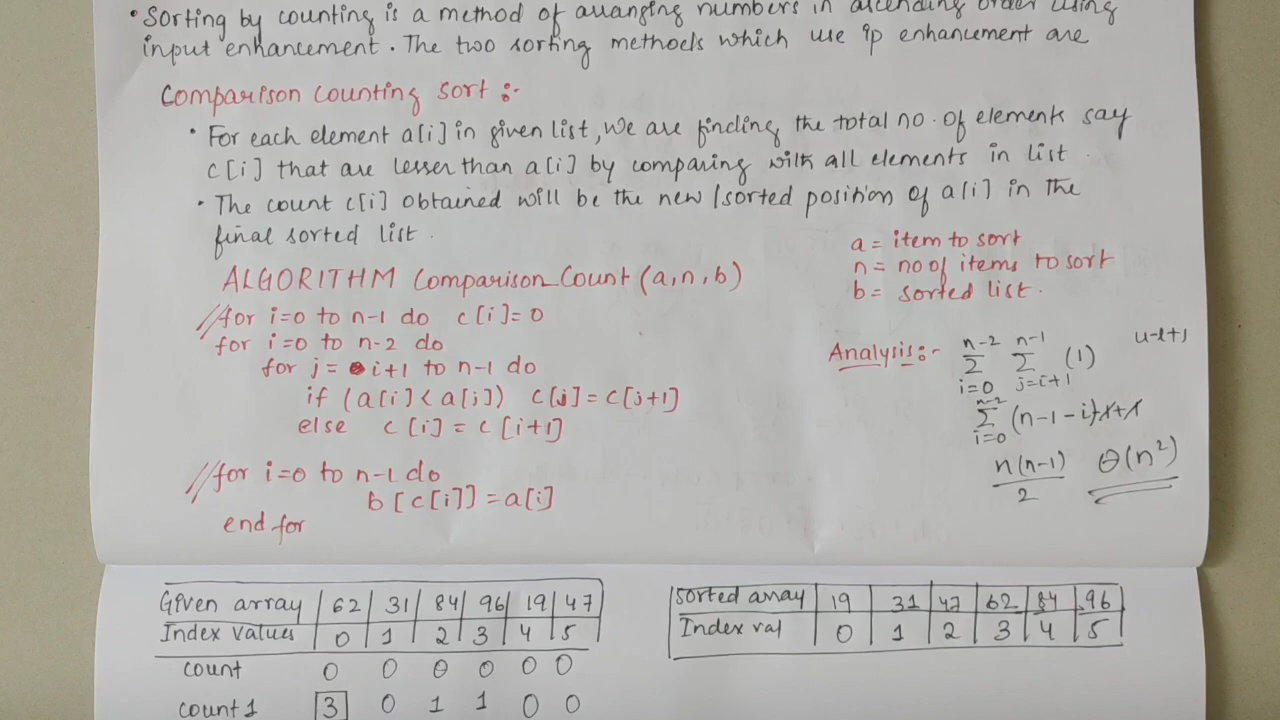 • Sorting by counting is a method of arranging numbers in ascending order using
input enhancement. The two sorting methods which use ip enhancement are
Comparison counting sort :-
• For each element a[i] in given list, we are finding the total no. of elements say
c[i] that are lesser than a[i] by comparing with all elements in list
• The count c[i] obtained will be the new / sorted position of a[i] in the
final sorted list.
a = item to sort
n = no of items to sort
b = sorted list.
ALGORITHM Comparison_Count (a, n, b)
//for i=0 to n-1 do c[i]=0
for i=0 to n-2 do
for j= i+1 to n-1 do
if (a[i] < a[j]) c[j] = c[j+1]
else c[i] = c[i+1]
//for i=0 to n-1 do
b[c[i]] = a[i]
end for
Analysis:- n-2 Σ i=0 n-1 Σ j=i+1 (1) u-l+1
n-2 Σ i=0 (n-1-i-1+1
n(n-1)/2 θ(n²)
Given array | 62 | 31 | 84 | 96 | 19 | 47
Index values | 0 | 1 | 2 | 3 | 4 | 5
count 0 0 0 0 0 0
count 1 3 0 1 1 0 0
Sorted array | 19 | 31 | 47 | 62 | 84 | 96
Index val | 0 | 1 | 2 | 3 | 4 | 5